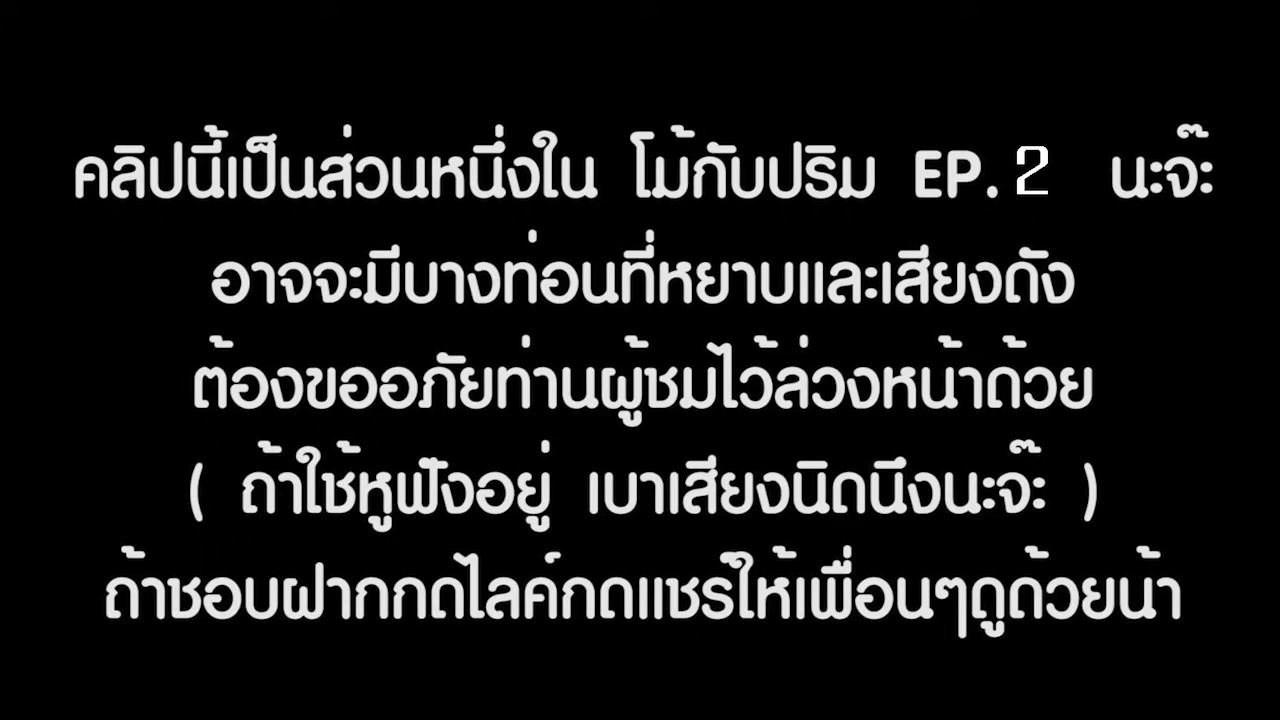 คลิปนี้เป็นส่วนหนึ่งใน โม้กับปริม EP.2 นะจ๊ะ
อาจจะมีบางท่อนที่หยาบและเสียงดัง
ต้องขออภัยท่านผู้ชมไว้ล่วงหน้าด้วย
( ถ้าใช้หูฟังอยู่ เบาเสียงนิดนึงนะจ๊ะ )
ถ้าชอบฝากกดไลค์กดแชร์ให้เพื่อนๆดูด้วยน้า